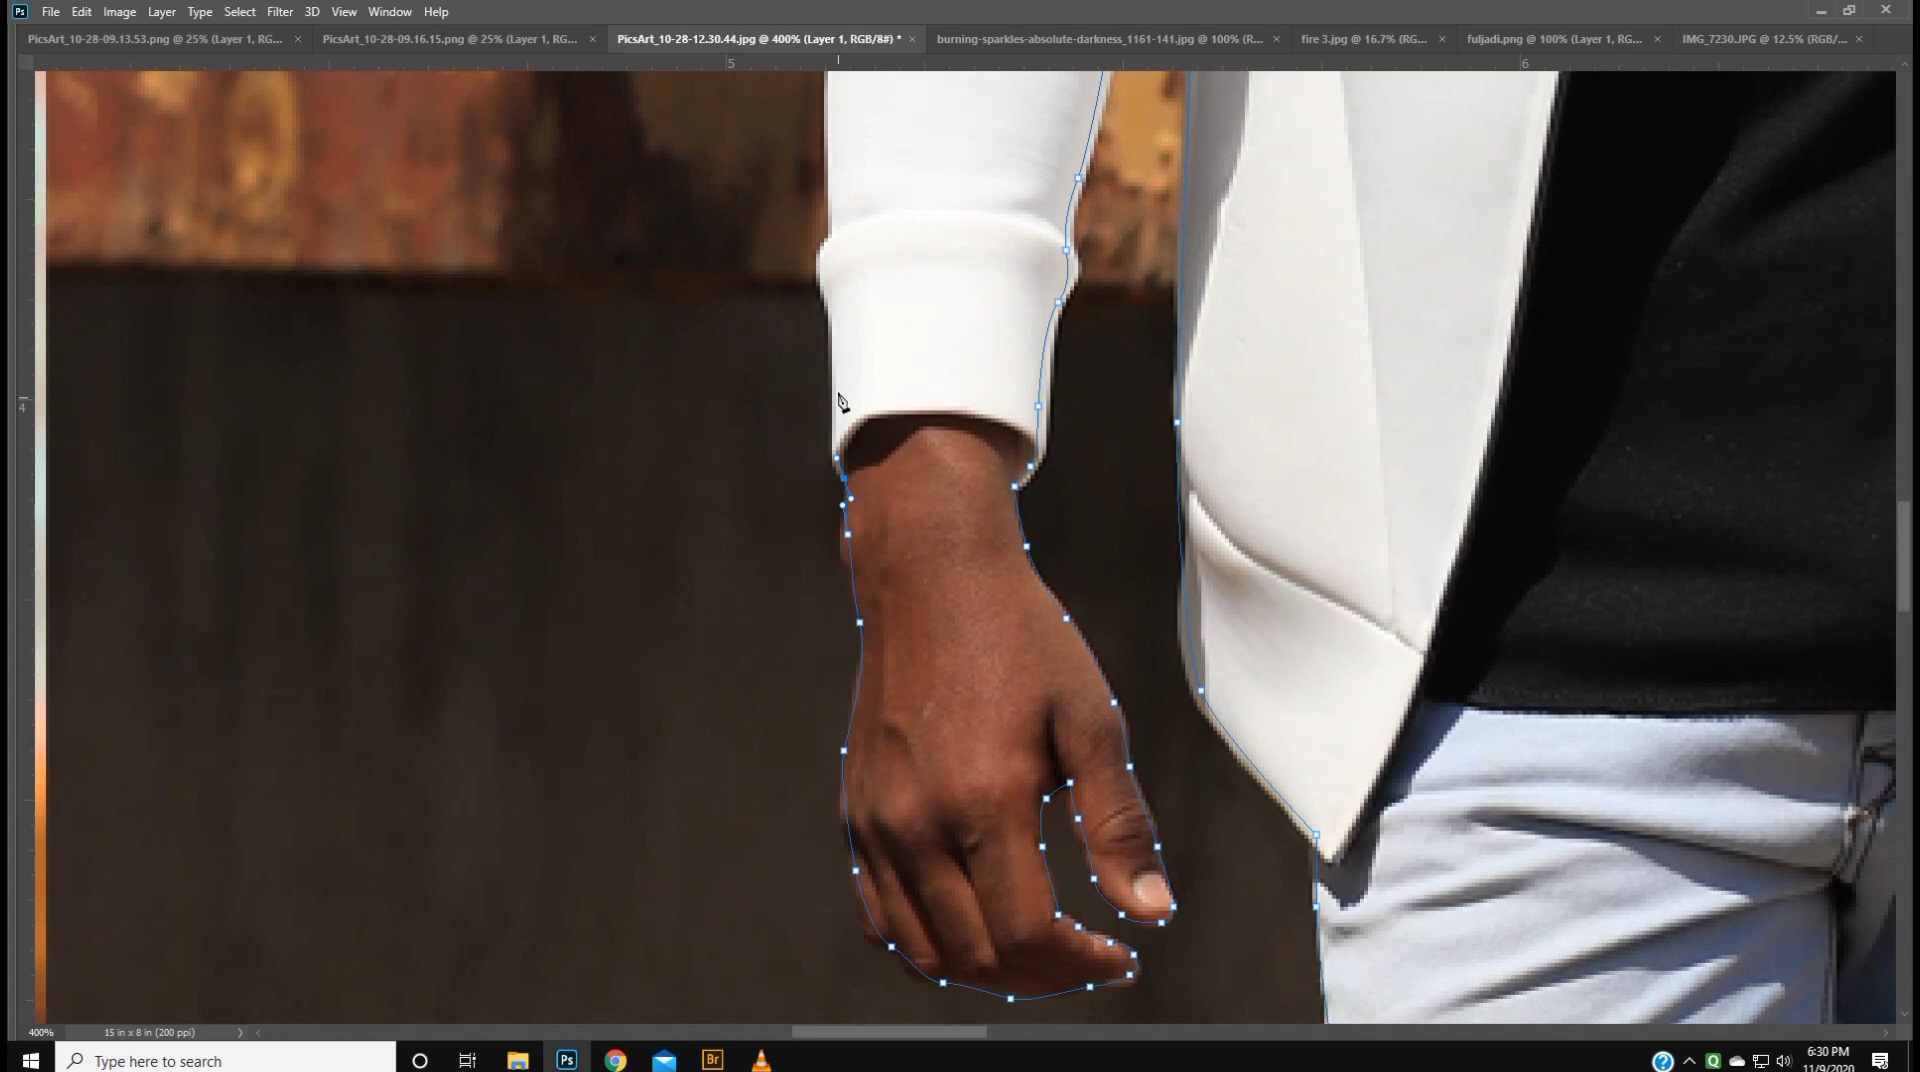 Ps File Edit Image Layer Type Select Filter 3D View Window Help
PicsArt_10-28-09.13.53.png @ 25% (Layer 1, RG... × PicsArt_10-28-09.16.15.png @ 25% (Layer 1, RG... × PicsArt_10-28-12.30.44.jpg @ 400% (Layer 1, RGB/8#) * × burning-sparkles-absolute-darkness_1161-141.jpg @ 100% (R... × fire 3.jpg @ 16.7% (RG... × fuljadi.png @ 100% (Layer 1, RG... × IMG_7230.JPG @ 12.5% (RGB/... ×
5 6
4
400% 15 in x 8 in (200 ppi)
Type here to search Ps Br Q 6:30 PM
11/9/2020